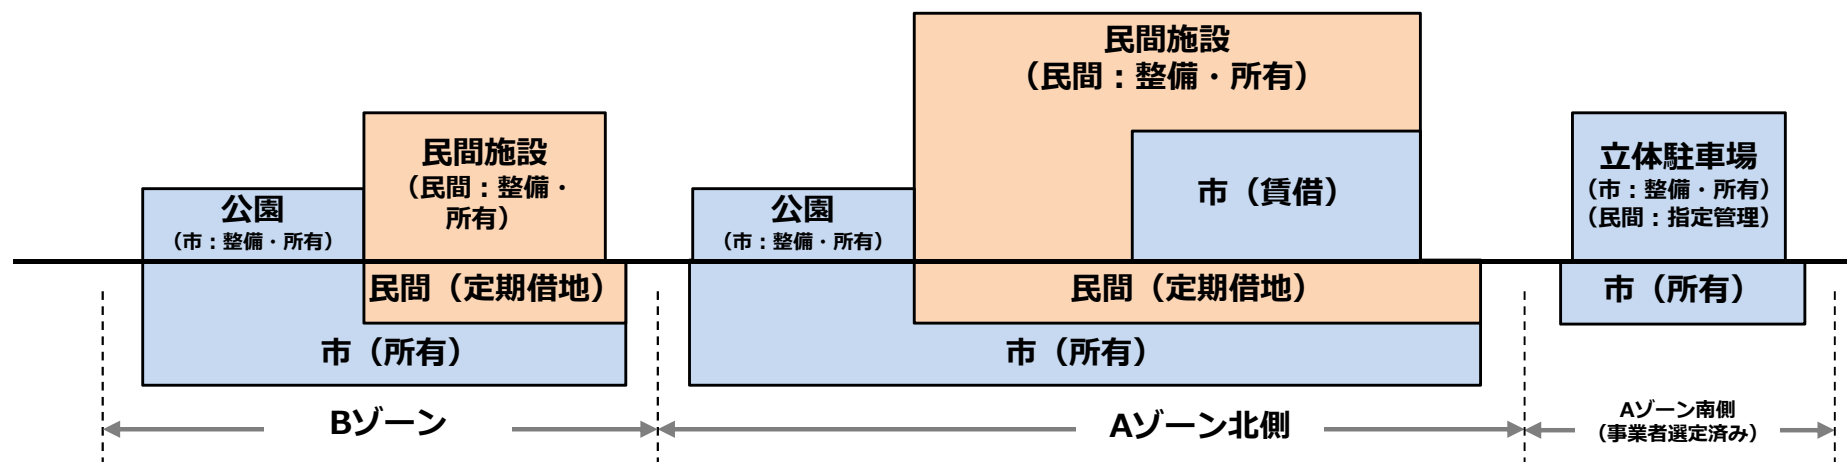 公園
（市：整備・所有）
民間施設
（民間：整備・
所有）
民間（定期借地）
市（所有）
Bゾーン
公園
（市：整備・所有）
民間施設
（民間：整備・所有）
市（賃借）
民間（定期借地）
市（所有）
Aゾーン北側
立体駐車場
（市：整備・所有）
（民間：指定管理）
市（所有）
Aゾーン南側
（事業者選定済み）